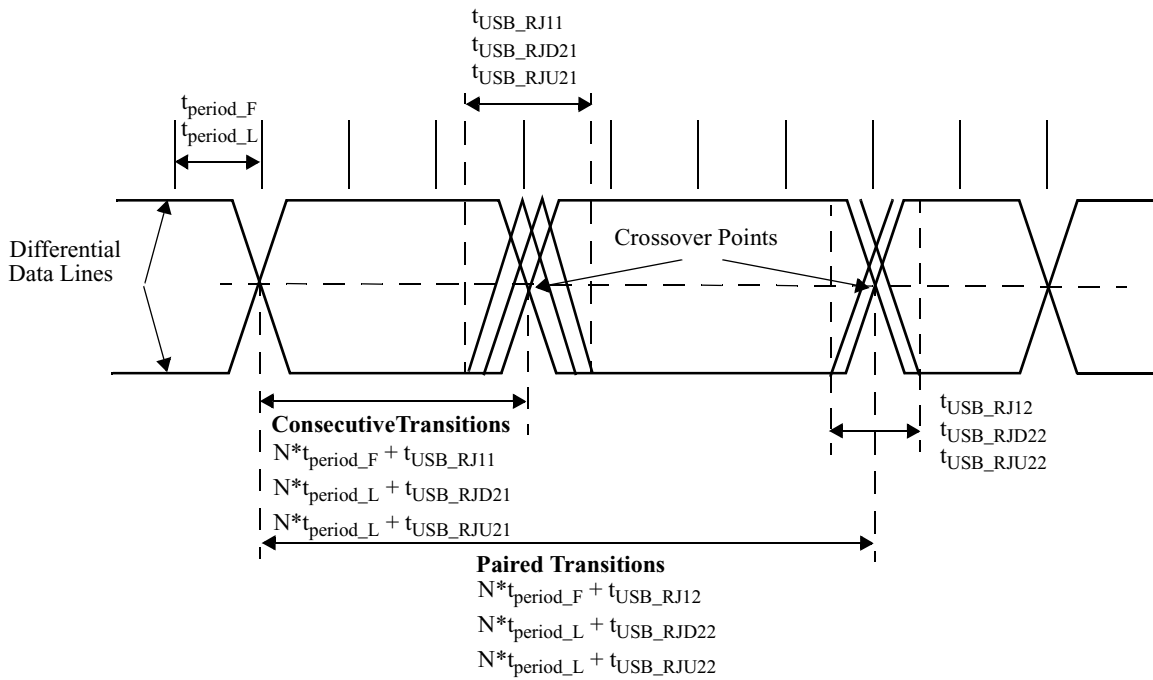 tUSB_RJ11
tUSB_RJD21
tUSB_RJU21
tperiod_F
tperiod_L
Differential
Data Lines
Crossover Points
ConsecutiveTransitions
N*tperiod_F + tUSB_RJ11
N*tperiod_L + tUSB_RJD21
N*tperiod_L + tUSB_RJU21
tUSB_RJ12
tUSB_RJD22
tUSB_RJU22
Paired Transitions
N*tperiod_F + tUSB_RJ12
N*tperiod_L + tUSB_RJD22
N*tperiod_L + tUSB_RJU22